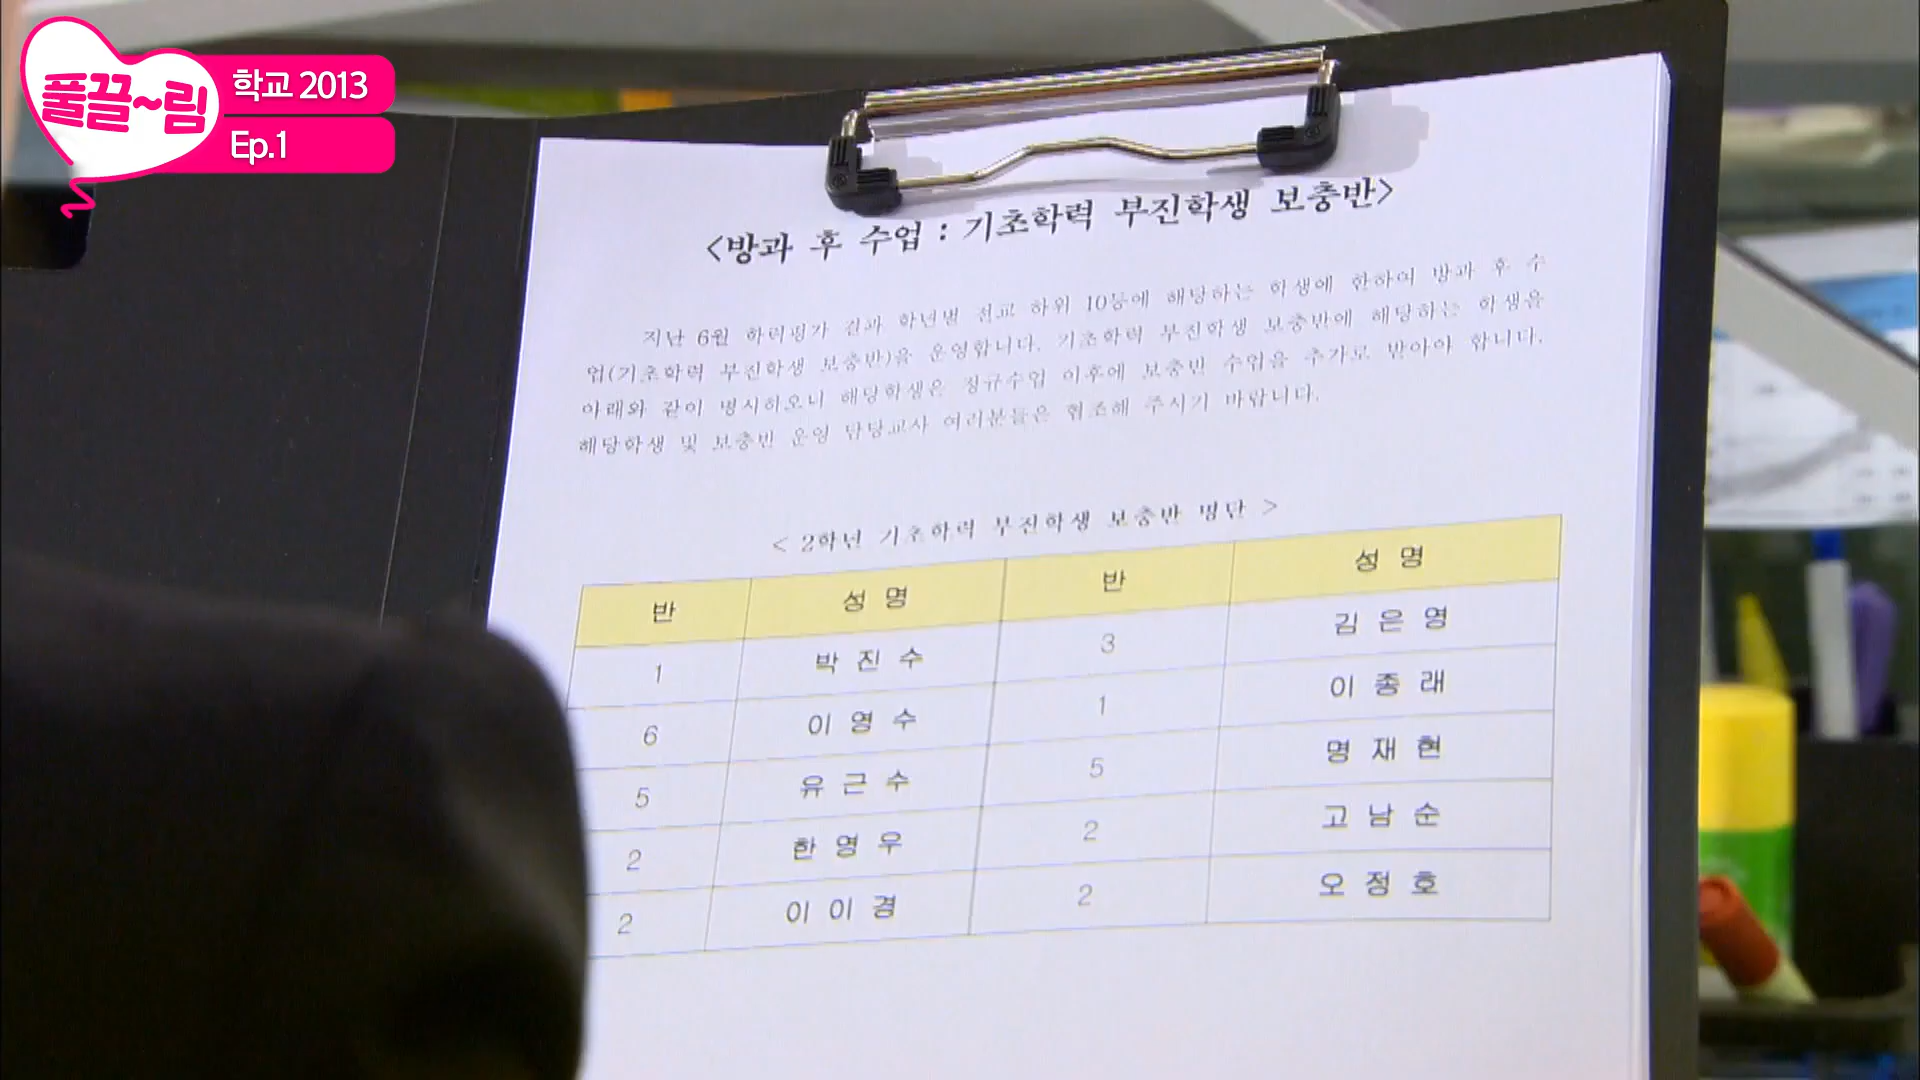 풀끌~림
학교 2013
Ep.1
<방과 후 수업 : 기초학력 부진학생 보충반>
지난 6월 학력평가 결과 학년별 전교 하위 10등에 해당하는 학생에 한하여 방과 후 수
업(기초학력 부진학생 보충반)을 운영합니다. 기초학력 부진학생 보충반에 해당하는 학생을
아래와 같이 명시하오니 해당학생은 정규수업 이후에 보충반 수업을 추가로 받아야 합니다.
해당학생 및 보충반 운영 담당교사 여러분들은 협조해 주시기 바랍니다.
< 2학년 기초학력 부진학생 보충반 명단 >
반 성 명 반 성 명
1 박 진 수 3 김 은 영
6 이 영 수 1 이 종 래
5 유 근 수 5 명 재 현
2 한 영 우 2 고 남 순
2 이 이 경 2 오 정 호